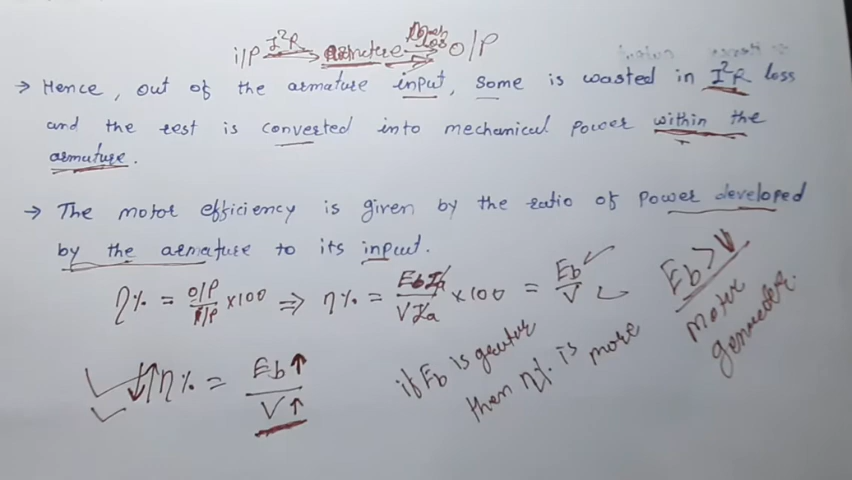 i/P I²R armature loss O/P
→ Hence, out of the armature input, some is wasted in I²R loss
and the rest is converted into mechanical power within the
armature.
→ The motor efficiency is given by the ratio of power developed
by the armature to its input.
η% = O/P / I/P × 100 ⇒ η% = EbIa / VIa × 100 = Eb / V
Eb > V
motor
generator.
if Eb is greater
then η% is more
↓↑ η% = Eb↑ / V↑